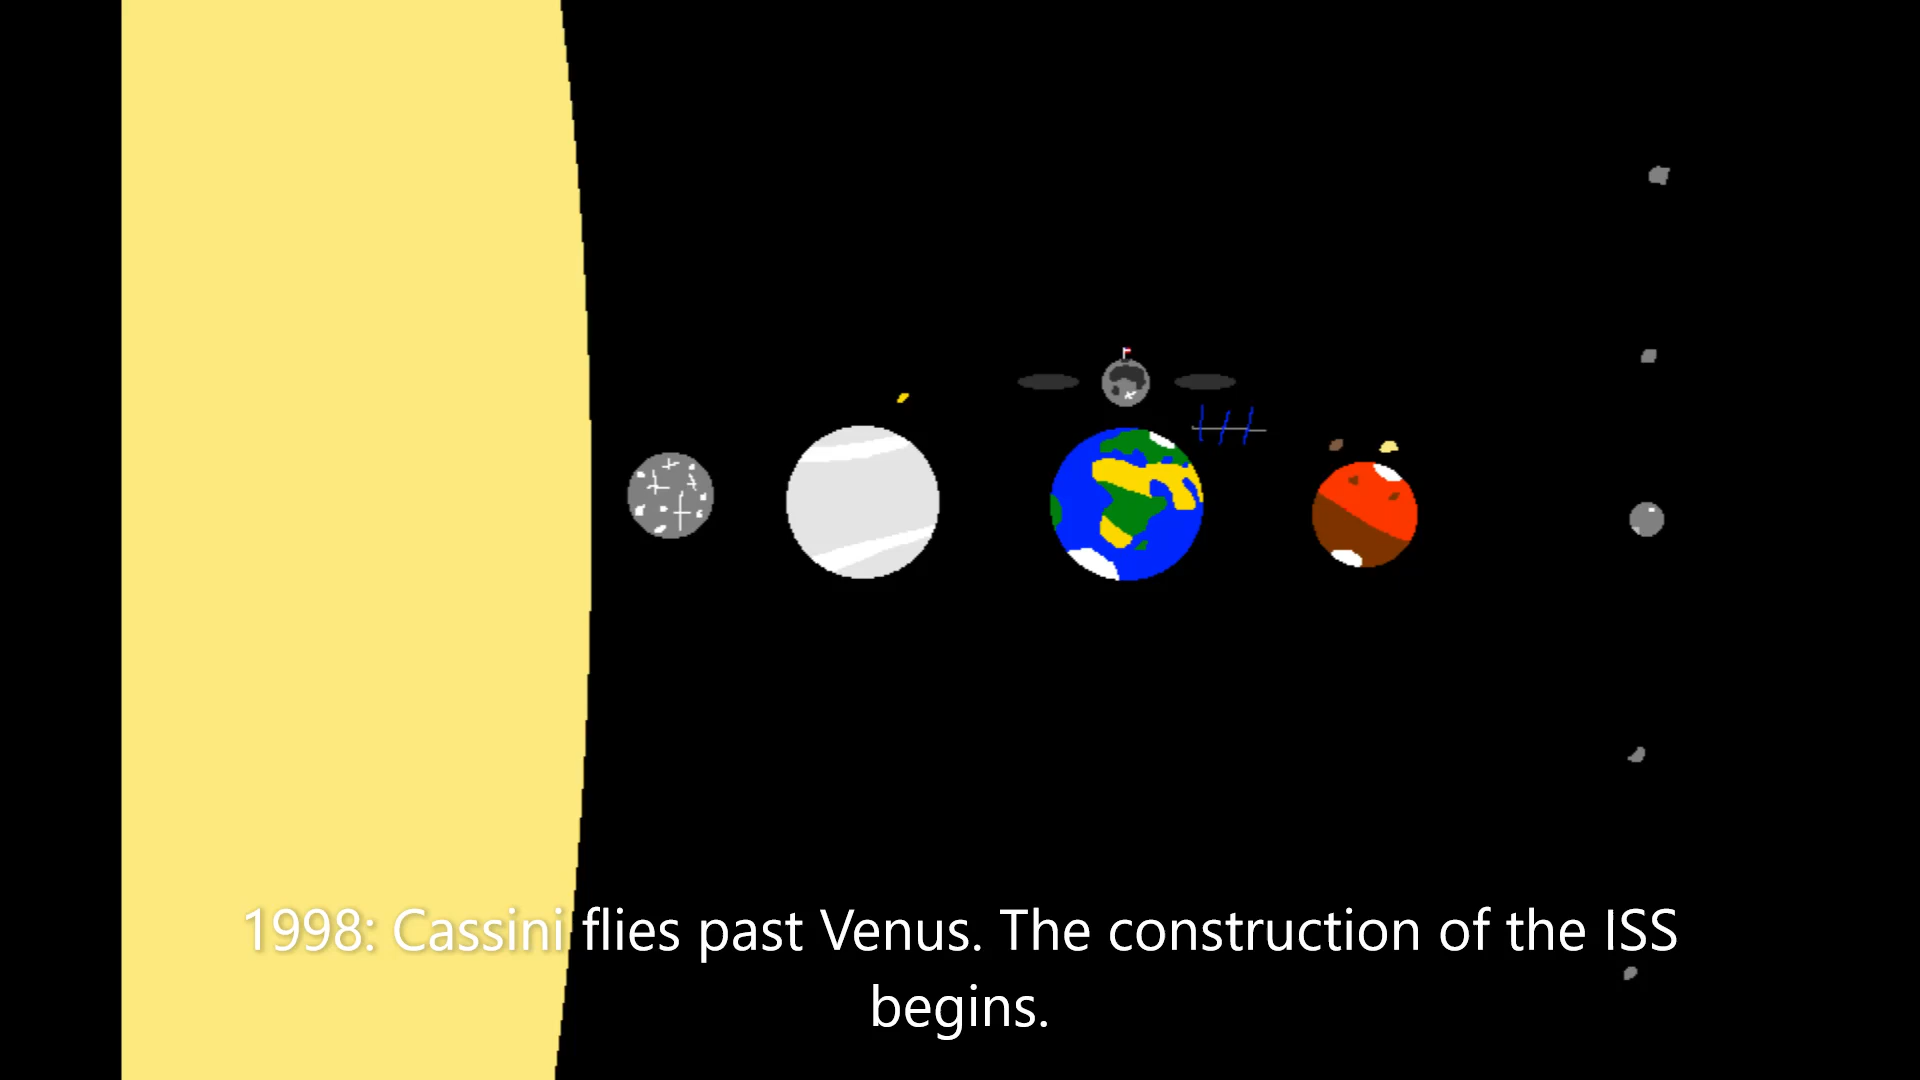 1998: Cassini flies past Venus. The construction of the ISS
begins.